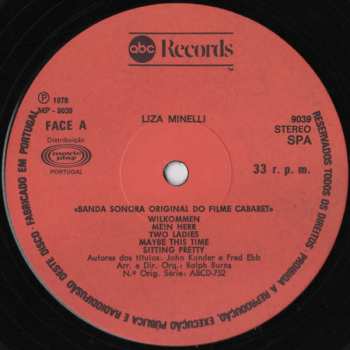 abc Records
Ⓟ 1978
MP - 9039
FACE A
Distribuição
movieplay
PORTUGAL
LIZA MINELLI
9039
STEREO
SPA
33 r. p. m.
«BANDA SONORA ORIGINAL DO FILME CABARET»
WILKOMMEN
MEIN HERR
TWO LADIES
MAYBE THIS TIME
SITTING PRETTY
Autores dos títulos: John Kander e Fred Ebb
Arr. e Dir. Orq.: Ralph Burns
N.º Orig. Série: ABCD-752
RESERVADOS TODOS OS DIREITOS: PROIBIDA A REPRODUÇÃO, EXECUÇÃO PÚBLICA E RADIODIFUSÃO DESTE DISCO: FABRICADO EM PORTUGAL